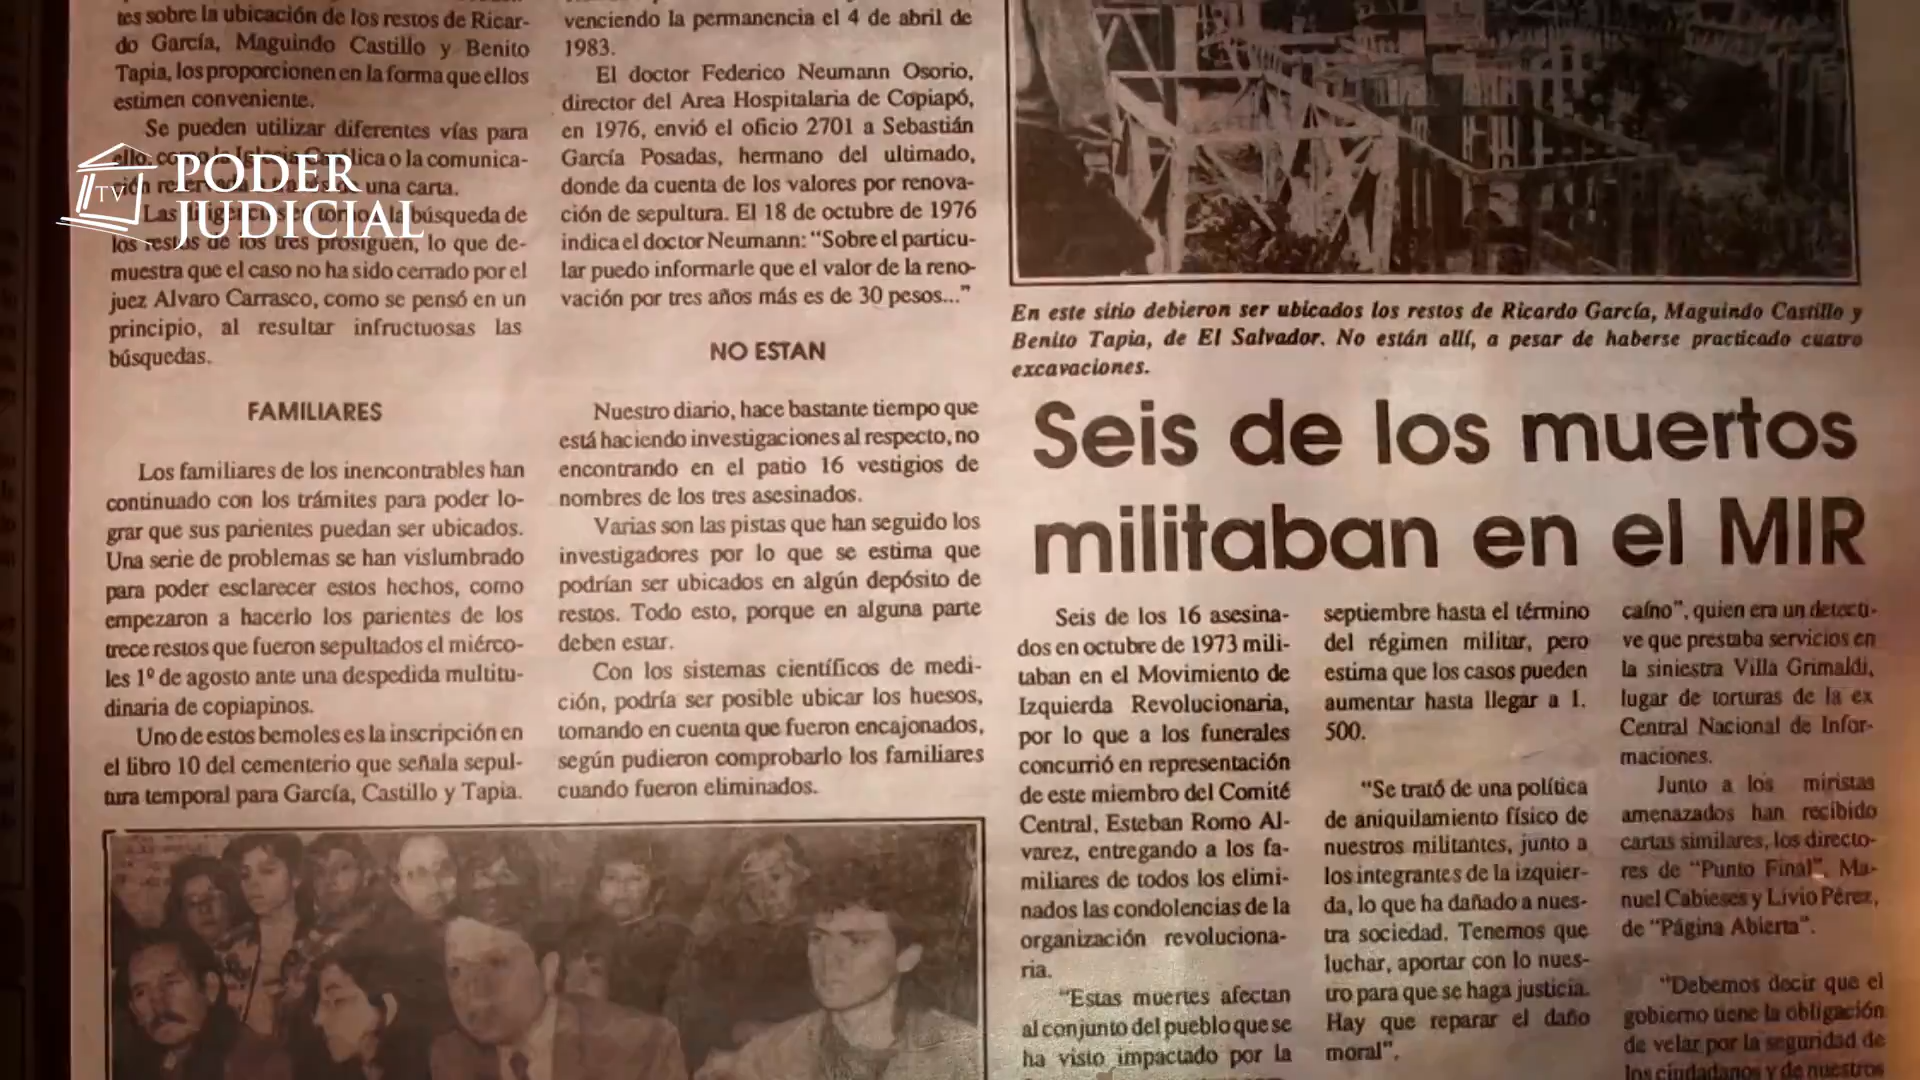 tes sobre la ubicación de los restos de Ricar-
do García, Maguindo Castillo y Benito
Tapia, los proporcionen en la forma que ellos
estimen conveniente.
Se pueden utilizar diferentes vías para
ello, como la Iglesia Católica o la comunica-
ción reservada a través de una carta.
Las diligencias en torno a la búsqueda de
los restos de los tres prosiguen, lo que de-
muestra que el caso no ha sido cerrado por el
juez Alvaro Carrasco, como se pensó en un
principio, al resultar infructuosas las
búsquedas.
TV
PODER
JUDICIAL
FAMILIARES
Los familiares de los inencontrables han
continuado con los trámites para poder lo-
grar que sus parientes puedan ser ubicados.
Una serie de problemas se han vislumbrado
para poder esclarecer estos hechos, como
empezaron a hacerlo los parientes de los
trece restos que fueron sepultados el miérco-
les 1º de agosto ante una despedida multitu-
dinaria de copiapinos.
Uno de estos bemoles es la inscripción en
el libro 10 del cementerio que señala sepul-
tura temporal para García, Castillo y Tapia.
venciendo la permanencia el 4 de abril de
1983.
El doctor Federico Neumann Osorio,
director del Area Hospitalaria de Copiapó,
en 1976, envió el oficio 2701 a Sebastián
García Posadas, hermano del ultimado,
donde da cuenta de los valores por renova-
ción de sepultura. El 18 de octubre de 1976
indica el doctor Neumann: "Sobre el particu-
lar puedo informarle que el valor de la reno-
vación por tres años más es de 30 pesos..."
NO ESTAN
Nuestro diario, hace bastante tiempo que
está haciendo investigaciones al respecto, no
encontrando en el patio 16 vestigios de
nombres de los tres asesinados.
Varias son las pistas que han seguido los
investigadores por lo que se estima que
podrían ser ubicados en algún depósito de
restos. Todo esto, porque en alguna parte
deben estar.
Con los sistemas científicos de medi-
ción, podría ser posible ubicar los huesos,
tomando en cuenta que fueron encajonados,
según pudieron comprobarlo los familiares
cuando fueron eliminados.
En este sitio debieron ser ubicados los restos de Ricardo García, Maguindo Castillo y
Benito Tapia, de El Salvador. No están allí, a pesar de haberse practicado cuatro
excavaciones.
Seis de los muertos
militaban en el MIR
Seis de los 16 asesina-
dos en octubre de 1973 mili-
taban en el Movimiento de
Izquierda Revolucionaria,
por lo que a los funerales
concurrió en representación
de este miembro del Comité
Central, Esteban Romo Al-
varez, entregando a los fa-
miliares de todos los elimi-
nados las condolencias de la
organización revoluciona-
ria.
"Estas muertes afectan
al conjunto del pueblo que se
ha visto impactado por la
septiembre hasta el término
del régimen militar, pero
estima que los casos pueden
aumentar hasta llegar a 1.
500.
"Se trató de una política
de aniquilamiento físico de
nuestros militantes, junto a
los integrantes de la izquier-
da, lo que ha dañado a nues-
tra sociedad. Tenemos que
luchar, aportar con lo nues-
tro para que se haga justicia.
Hay que reparar el daño
moral".
caíno", quien era un detecti-
ve que prestaba servicios en
la siniestra Villa Grimaldi,
lugar de torturas de la ex
Central Nacional de Infor-
maciones.
Junto a los miristas
amenazados han recibido
cartas similares, los directo-
res de "Punto Final", Ma-
nuel Cabieses y Livio Pérez,
de "Página Abierta".
"Debemos decir que el
gobierno tiene la obligación
de velar por la seguridad de
los ciudadanos y de nuestros